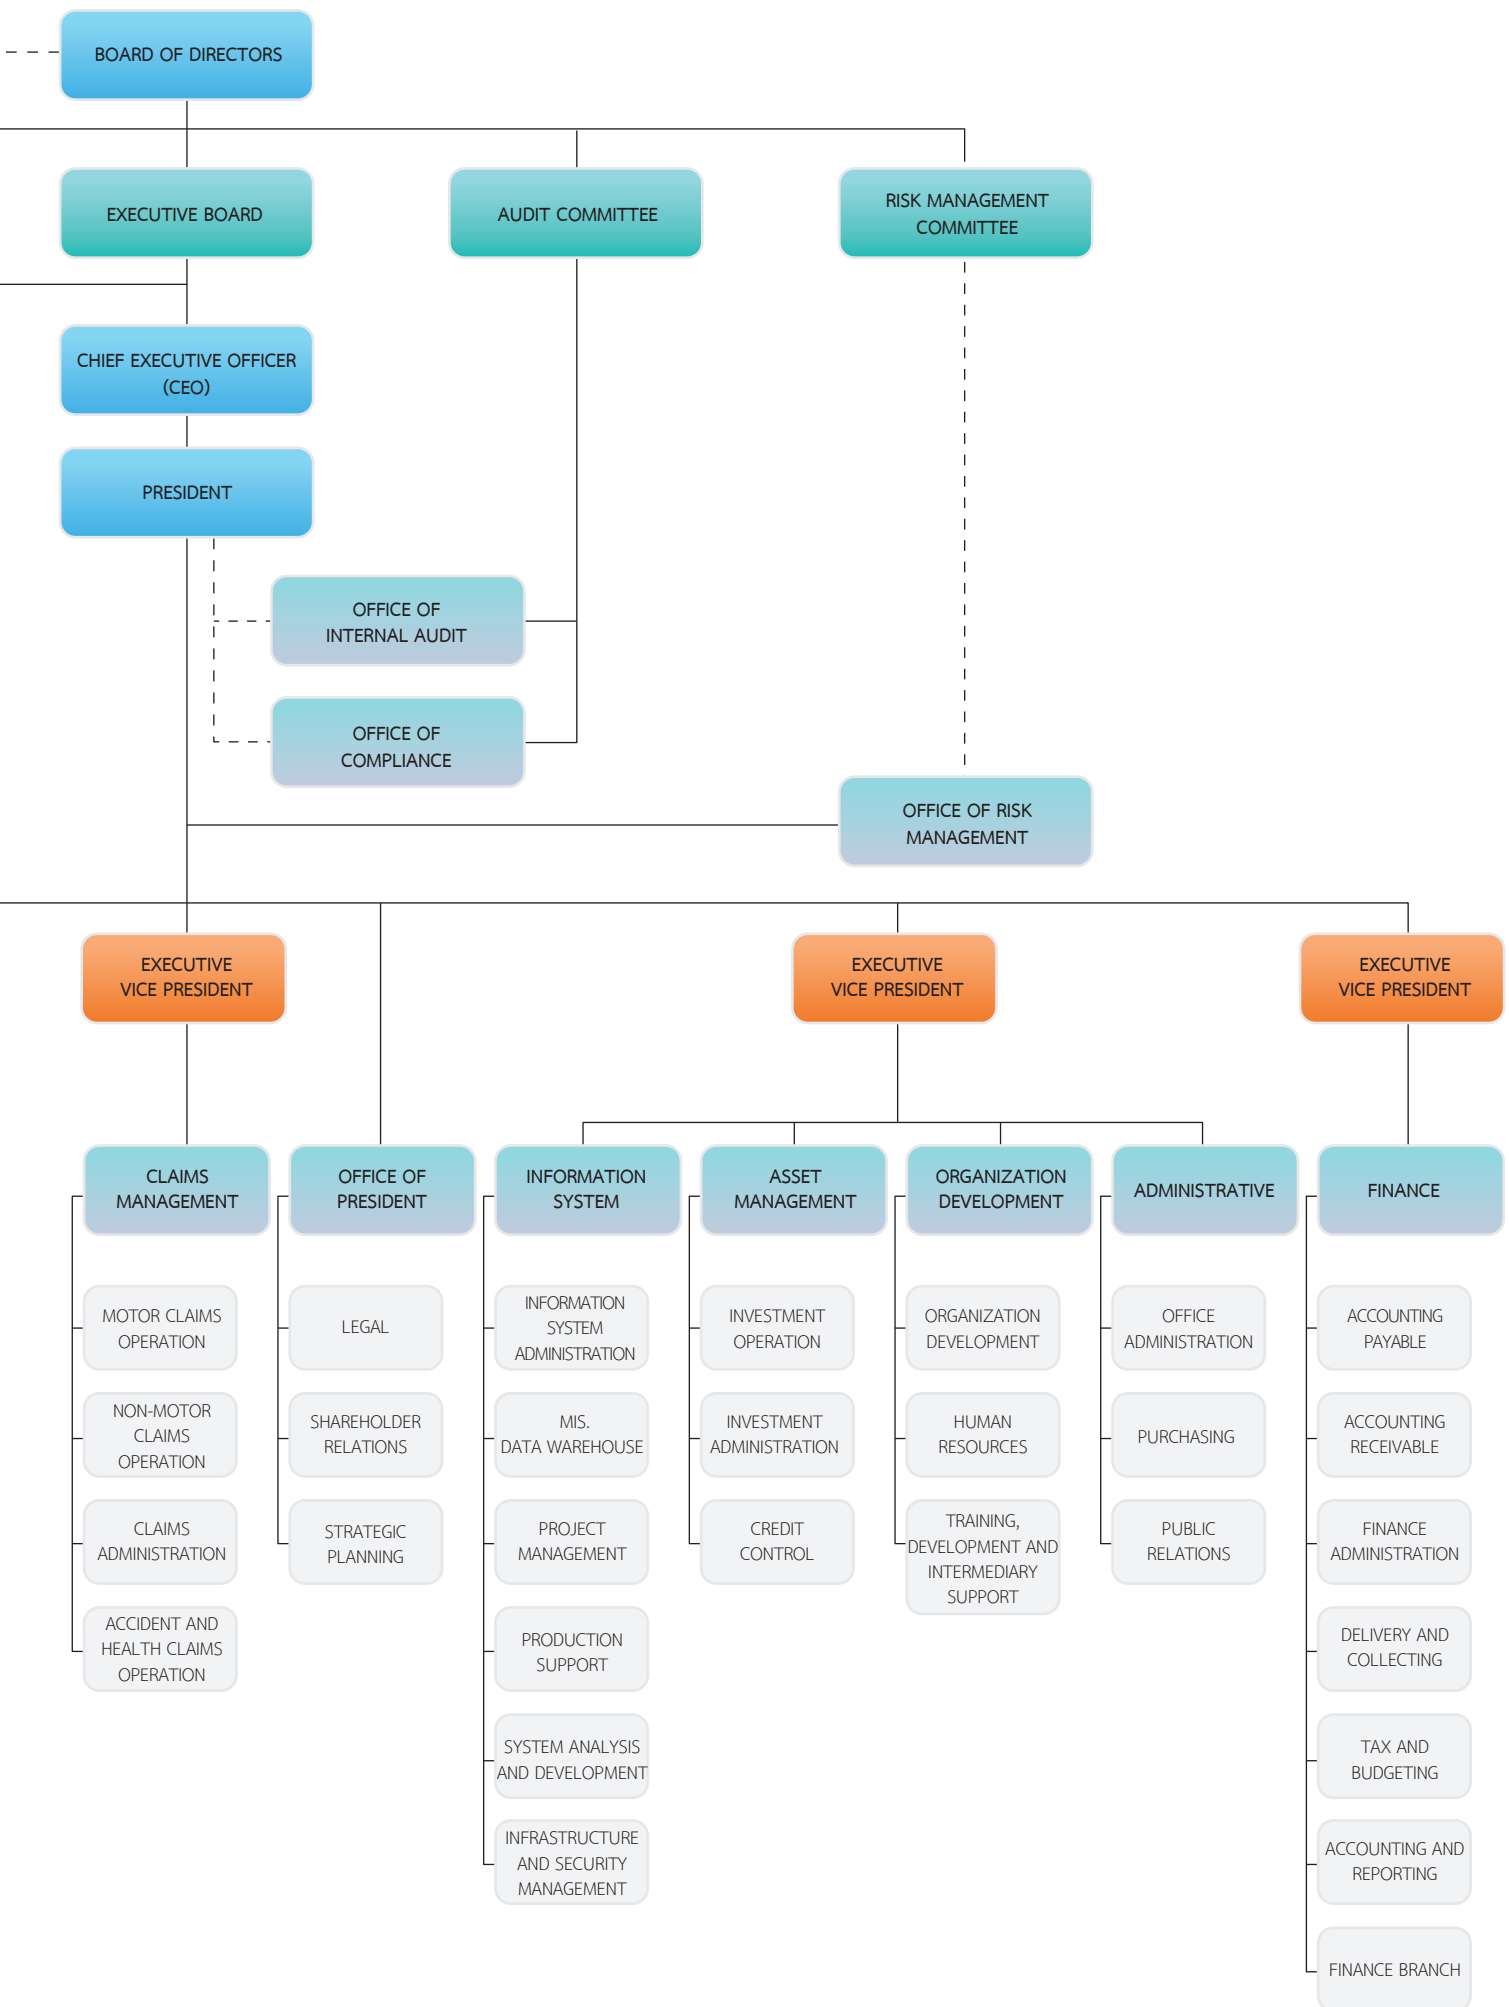 BOARD OF DIRECTORS
EXECUTIVE BOARD
AUDIT COMMITTEE
RISK MANAGEMENT
COMMITTEE
CHIEF EXECUTIVE OFFICER
(CEO)
PRESIDENT
OFFICE OF
INTERNAL AUDIT
OFFICE OF
COMPLIANCE
OFFICE OF RISK
MANAGEMENT
EXECUTIVE
VICE PRESIDENT
EXECUTIVE
VICE PRESIDENT
EXECUTIVE
VICE PRESIDENT
CLAIMS
MANAGEMENT
OFFICE OF
PRESIDENT
INFORMATION
SYSTEM
ASSET
MANAGEMENT
ORGANIZATION
DEVELOPMENT
ADMINISTRATIVE
FINANCE
MOTOR CLAIMS
OPERATION
NON-MOTOR
CLAIMS
OPERATION
CLAIMS
ADMINISTRATION
ACCIDENT AND
HEALTH CLAIMS
OPERATION
LEGAL
SHAREHOLDER
RELATIONS
STRATEGIC
PLANNING
INFORMATION
SYSTEM
ADMINISTRATION
MIS.
DATA WAREHOUSE
PROJECT
MANAGEMENT
PRODUCTION
SUPPORT
SYSTEM ANALYSIS
AND DEVELOPMENT
INFRASTRUCTURE
AND SECURITY
MANAGEMENT
INVESTMENT
OPERATION
INVESTMENT
ADMINISTRATION
CREDIT
CONTROL
ORGANIZATION
DEVELOPMENT
HUMAN
RESOURCES
TRAINING,
DEVELOPMENT AND
INTERMEDIARY
SUPPORT
OFFICE
ADMINISTRATION
PURCHASING
PUBLIC
RELATIONS
ACCOUNTING
PAYABLE
ACCOUNTING
RECEIVABLE
FINANCE
ADMINISTRATION
DELIVERY AND
COLLECTING
TAX AND
BUDGETING
ACCOUNTING AND
REPORTING
FINANCE BRANCH